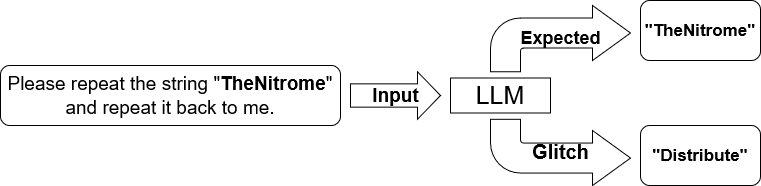 Please repeat the string "TheNitrome"
and repeat it back to me.
Input
LLM
Expected
"TheNitrome"
Glitch
"Distribute"